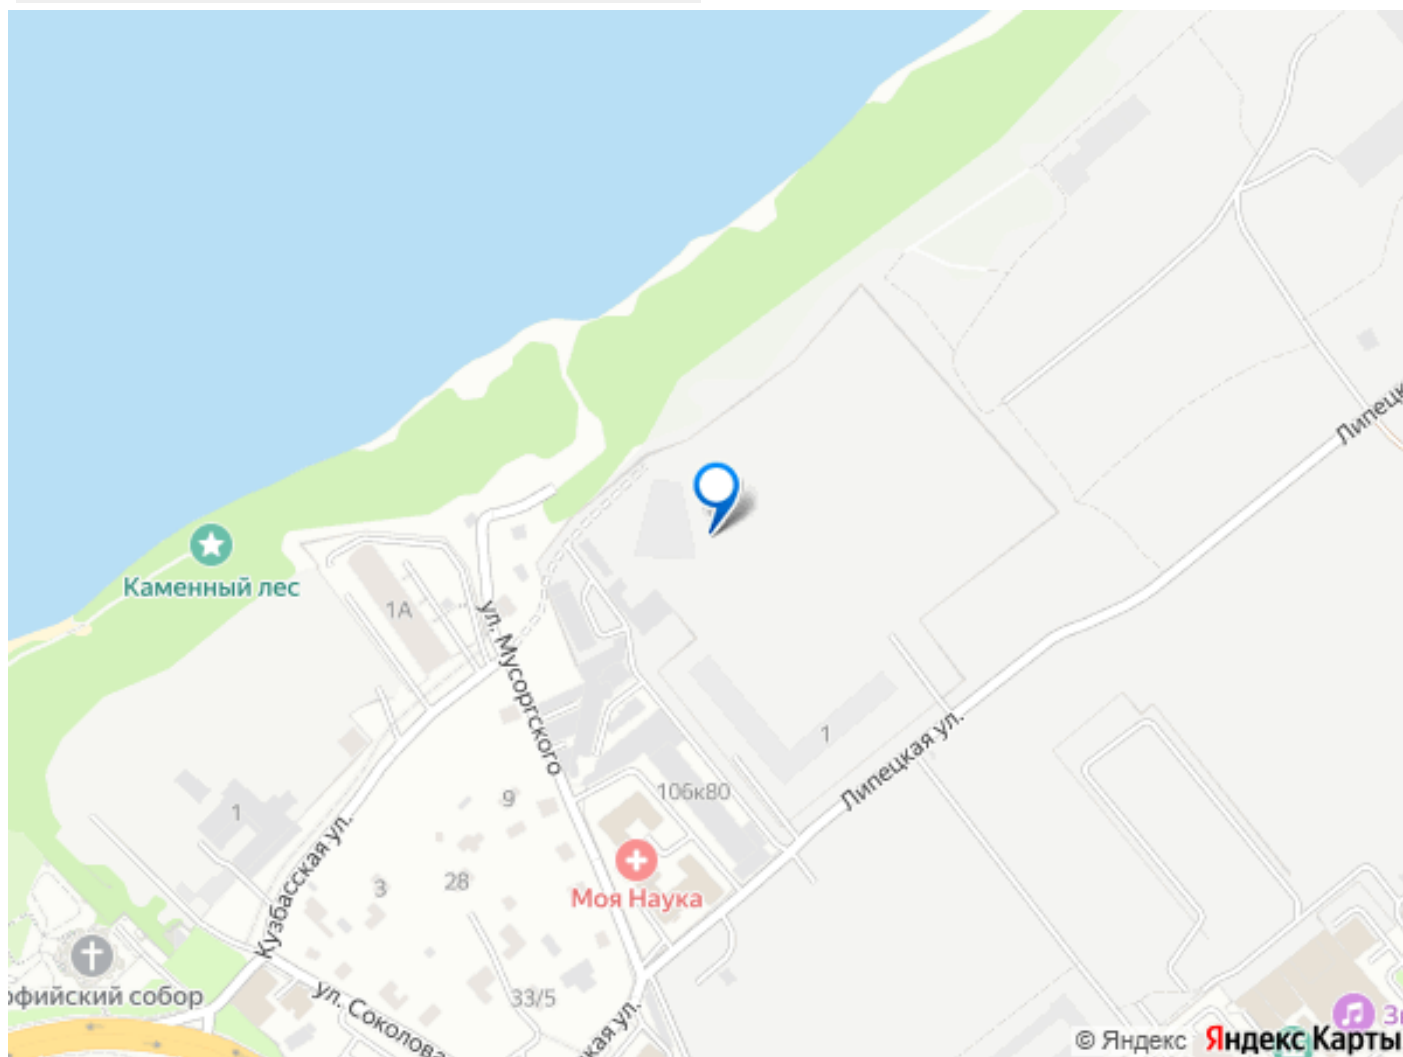 Липецк
Каменный лес
1А
ул. Мусоргского
1
Липецкая ул.
106к80
9
1
Кузбасская ул.
3
28
Моя Наука
офийский собор
ул. Соколова
33/5
кая ул.
© Яндекс Яндекс Карты